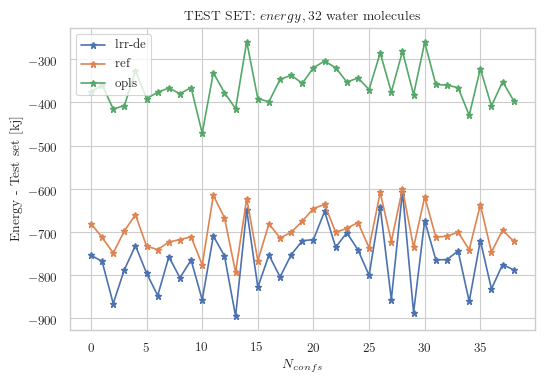 TEST SET: energy, 32 water molecules
lrr-de
ref
opls
Energy - Test set [kj]
−300
−400
−500
−600
−700
−800
−900
0 5 10 15 20 25 30 35
N_confs